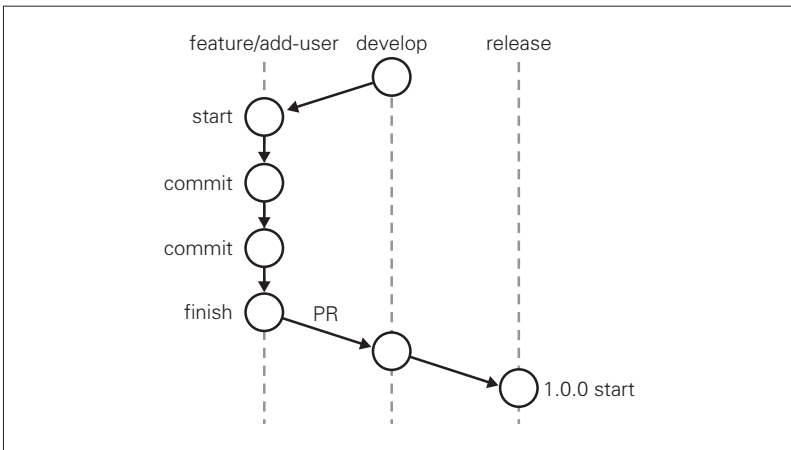 feature/add-user develop release
start
commit
commit
finish PR
1.0.0 start